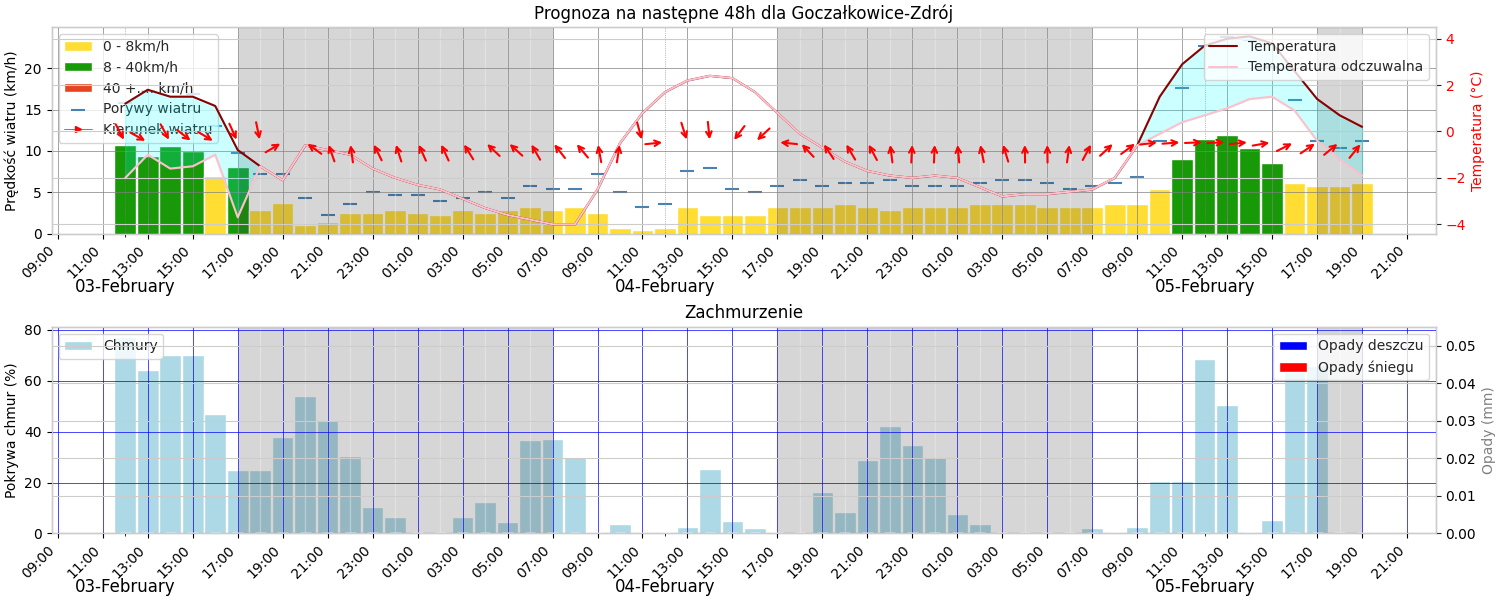 Prognoza na następne 48h dla Goczałkowice-Zdrój
Prędkość wiatru (km/h)
0
5
10
15
20
0 - 8km/h
8 - 40km/h
40 +... km/h
Porywy wiatru
Kierunek wiatru
Temperatura
Temperatura odczuwalna
4
2
0
−2
−4
Temperatura (°C)
09:00 11:00 13:00 15:00 17:00 19:00 21:00 23:00 01:00 03:00 05:00 07:00 09:00 11:00 13:00 15:00 17:00 19:00 21:00 23:00 01:00 03:00 05:00 07:00 09:00 11:00 13:00 15:00 17:00 19:00 21:00
03-February 04-February 05-February
Zachmurzenie
Pokrywa chmur (%)
80
60
40
20
0
Chmury
Opady deszczu
Opady śniegu
0.05
0.04
0.03
0.02
0.01
0.00
Opady (mm)
09:00 11:00 13:00 15:00 17:00 19:00 21:00 23:00 01:00 03:00 05:00 07:00 09:00 11:00 13:00 15:00 17:00 19:00 21:00 23:00 01:00 03:00 05:00 07:00 09:00 11:00 13:00 15:00 17:00 19:00 21:00
03-February 04-February 05-February